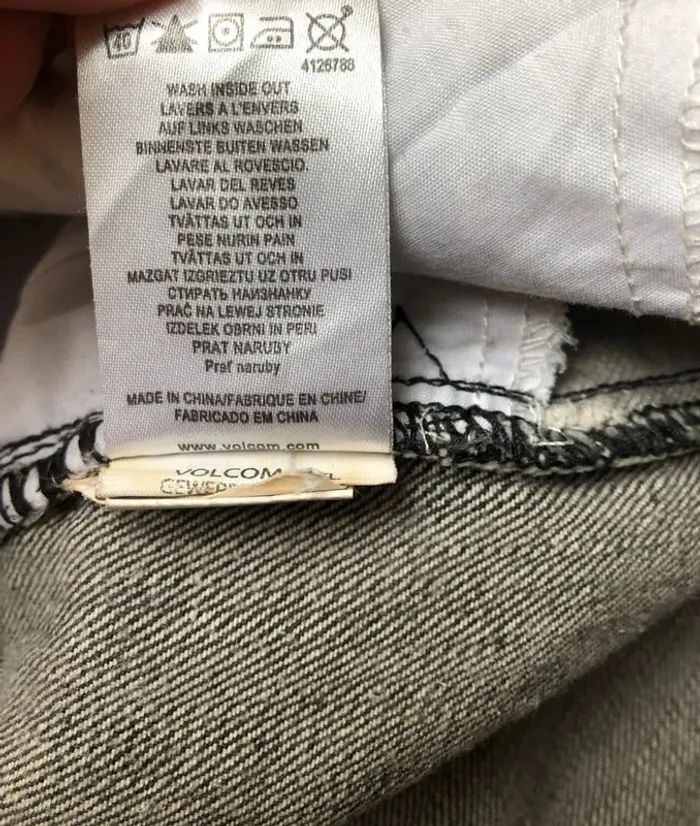 40
4126788
WASH INSIDE OUT
LAVERS A L'ENVERS
AUF LINKS WASCHEN
BINNENSTE BUITEN WASSEN
LAVARE AL ROVESCIO.
LAVAR DEL REVES
LAVAR DO AVESSO
TVÄTTAS UT OCH IN
PESE NURIN PAIN
TVÄTTAS UT OCH IN
MAZGAT IZGRIEZTU UZ OTRU PUSI
СТИРАТЬ НАИЗНАНКУ
PRAĆ NA LEWEJ STRONIE
IZDELEK OBRNI IN PERI
PRAT NARUBY
Prať naruby
MADE IN CHINA/FABRIQUE EN CHINE/
FABRICADO EM CHINA
www.volcom.com
VOLCOM